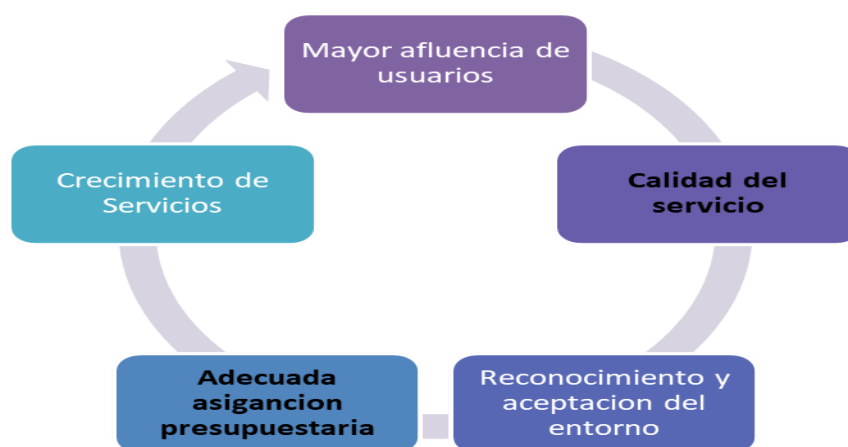 Mayor afluencia de
usuarios
Calidad del
servicio
Reconocimiento y
aceptacion del
entorno
Adecuada
asigancion
presupuestaria
Crecimiento de
Servicios